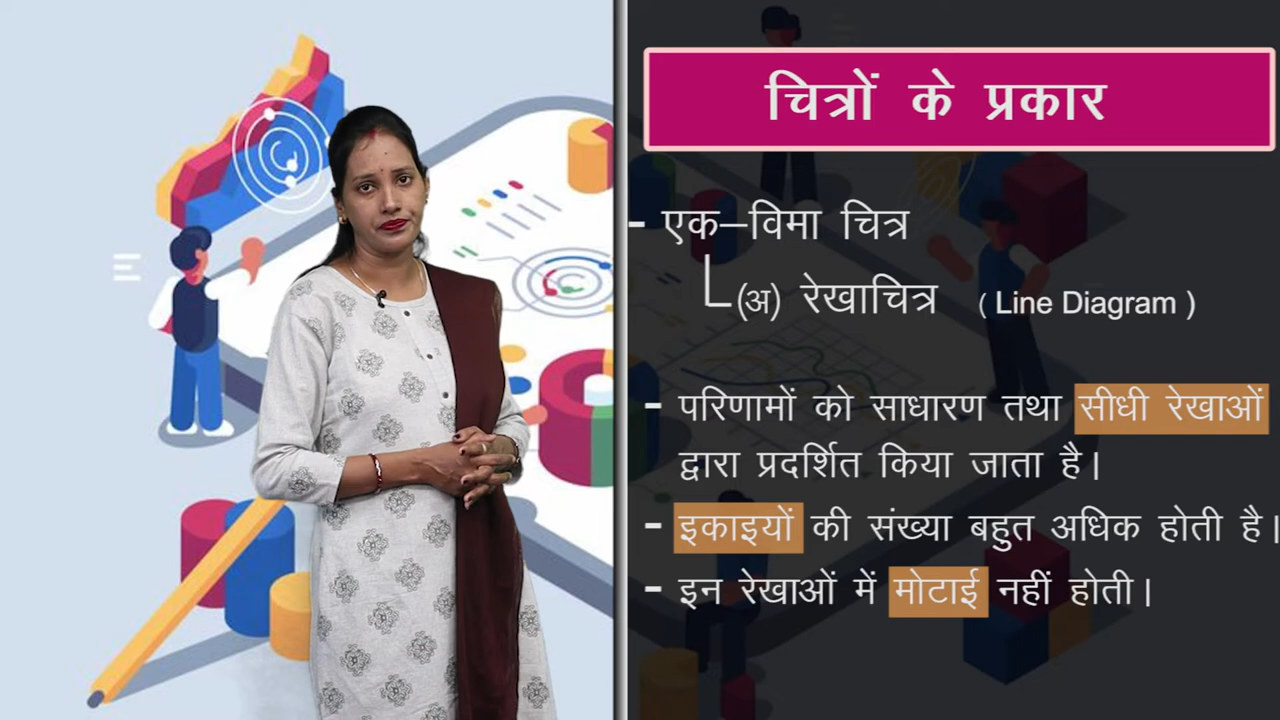 चित्रों के प्रकार
- एक–विमा चित्र
(अ) रेखाचित्र ( Line Diagram )
- परिणामों को साधारण तथा सीधी रेखाओं
द्वारा प्रदर्शित किया जाता है।
- इकाइयों की संख्या बहुत अधिक होती है।
- इन रेखाओं में मोटाई नहीं होती।